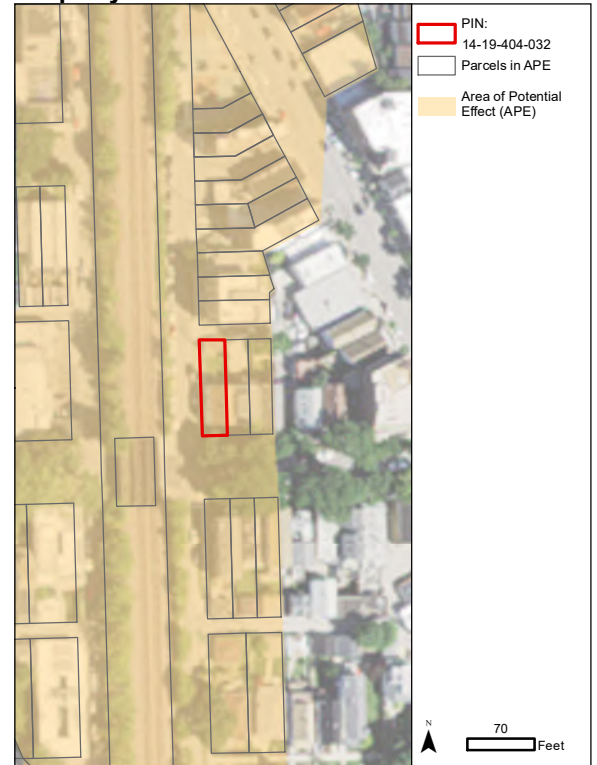 PIN:
14-19-404-032
Parcels in APE
Area of Potential
Effect (APE)
N
70
Feet